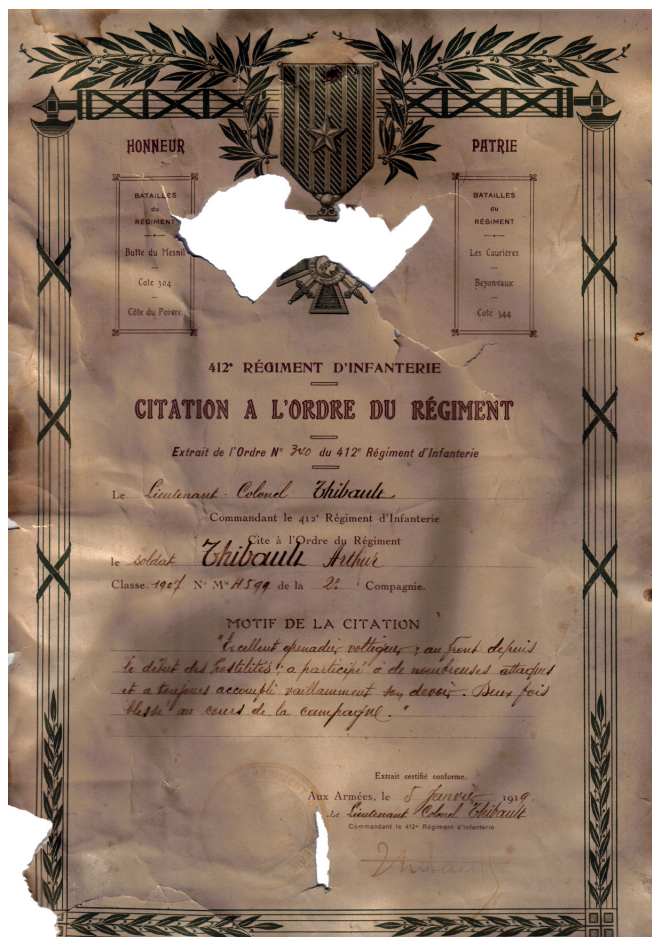 HONNEUR
PATRIE
BATAILLES
du
RÉGIMENT
Butte du Mesnil
Cote 304
Côte du Poivre
BATAILLES
du
RÉGIMENT
Les Caurières
Bezonvaux
Cote 344
412e RÉGIMENT D'INFANTERIE
CITATION A L'ORDRE DU RÉGIMENT
Extrait de l'Ordre No 340 du 412e Régiment d'Infanterie
Le Lieutenant-Colonel Thibault
Commandant le 412e Régiment d'Infanterie
Cite à l'Ordre du Régiment
le soldat Thibault Arthur
Classe 1907 No Mle 11599 de la 2e Compagnie.
MOTIF DE LA CITATION
"Excellent grenadier voltigeur ; au front depuis
le début des hostilités ; a participé à de nombreuses attaques
et a toujours accompli vaillamment son devoir. Deux fois
blessé au cours de la campagne."
Extrait certifié conforme.
Aux Armées, le 5 Janvier 1919.
Le Lieutenant Colonel Thibault
Commandant le 412e Régiment d'Infanterie
Thibault